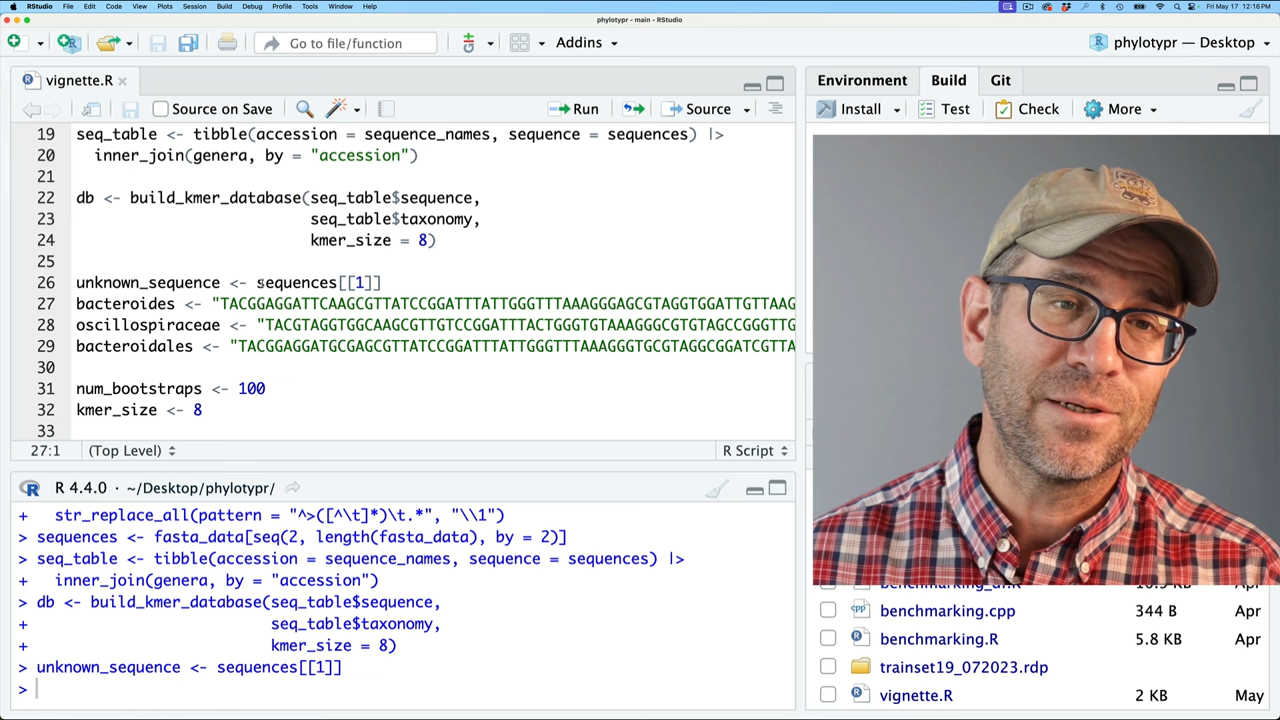 RStudio File Edit Code View Plots Session Build Debug Profile Tools Window Help Fri May 17 12:16 PM
phylotypr - main - RStudio
Go to file/function Addins phylotypr — Desktop
vignette.R
Source on Save Run Source
19 seq_table <- tibble(accession = sequence_names, sequence = sequences) |>
20 inner_join(genera, by = "accession")
21
22 db <- build_kmer_database(seq_table$sequence,
23 seq_table$taxonomy,
24 kmer_size = 8)
25
26 unknown_sequence <- sequences[[1]]
27 bacteroides <- "TACGGAGGATTCAAGCGTTATCCGGATTTATTGGGTTTAAAGGGAGCGTAGGTGGATTGTTAAG
28 oscillospiraceae <- "TACGTAGGTGGCAAGCGTTGTCCGGATTTACTGGGTGTAAAGGGCGTGTAGCCGGGTTG
29 bacteroidales <- "TACGGAGGATGCGAGCGTTATCCGGATTTATTGGGTTTAAAGGGTGCGTAGGCGGATCGTTA
30
31 num_bootstraps <- 100
32 kmer_size <- 8
33
27:1 (Top Level) R Script
R 4.4.0 · ~/Desktop/phylotypr/
+ str_replace_all(pattern = "^>([^\t]*)\t.*", "\\1")
> sequences <- fasta_data[seq(2, length(fasta_data), by = 2)]
> seq_table <- tibble(accession = sequence_names, sequence = sequences) |>
+ inner_join(genera, by = "accession")
> db <- build_kmer_database(seq_table$sequence,
+ seq_table$taxonomy,
+ kmer_size = 8)
> unknown_sequence <- sequences[[1]]
>
Environment Build Git
Install Test Check More
benchmarking.cpp 344 B Apr
benchmarking.R 5.8 KB Apr
trainset19_072023.rdp
vignette.R 2 KB May